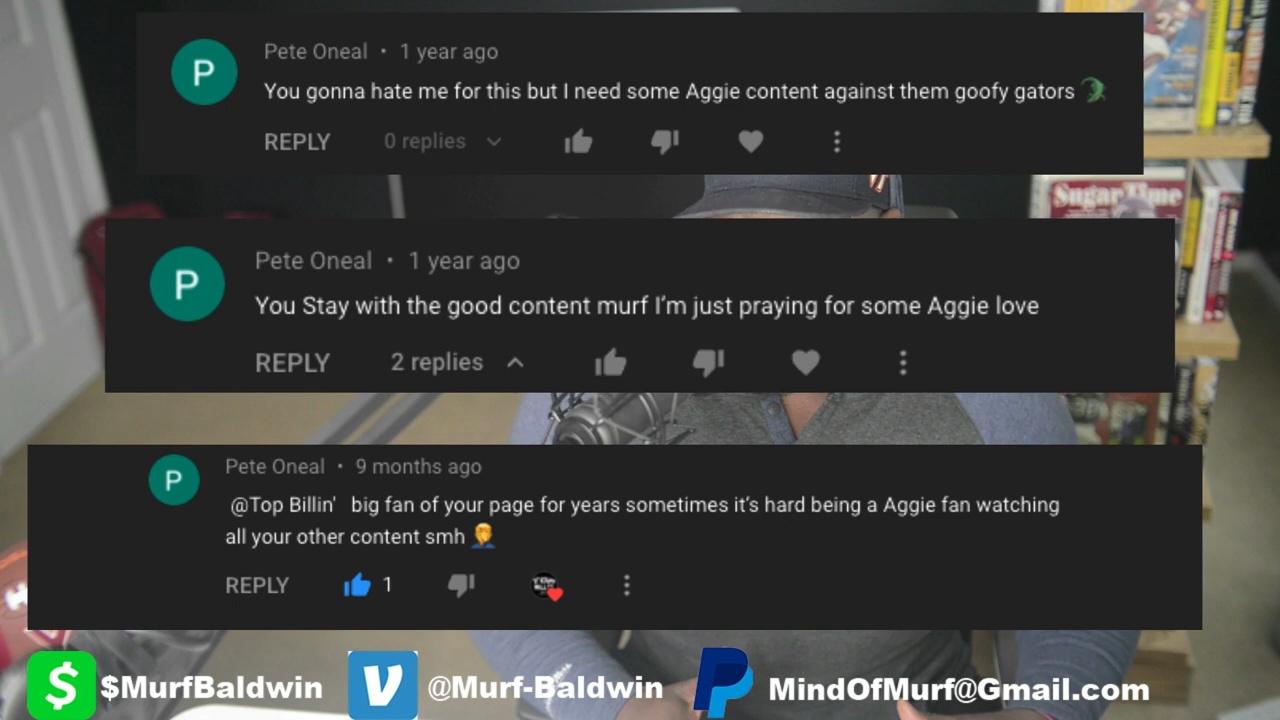 P
Pete Oneal • 1 year ago
You gonna hate me for this but I need some Aggie content against them goofy gators
REPLY 0 replies
SugarTime
P
Pete Oneal • 1 year ago
You Stay with the good content murf I'm just praying for some Aggie love
REPLY 2 replies
P
Pete Oneal • 9 months ago
@Top Billin' big fan of your page for years sometimes it's hard being a Aggie fan watching
all your other content smh
REPLY 1
$MurfBaldwin @Murf-Baldwin MindOfMurf@Gmail.com